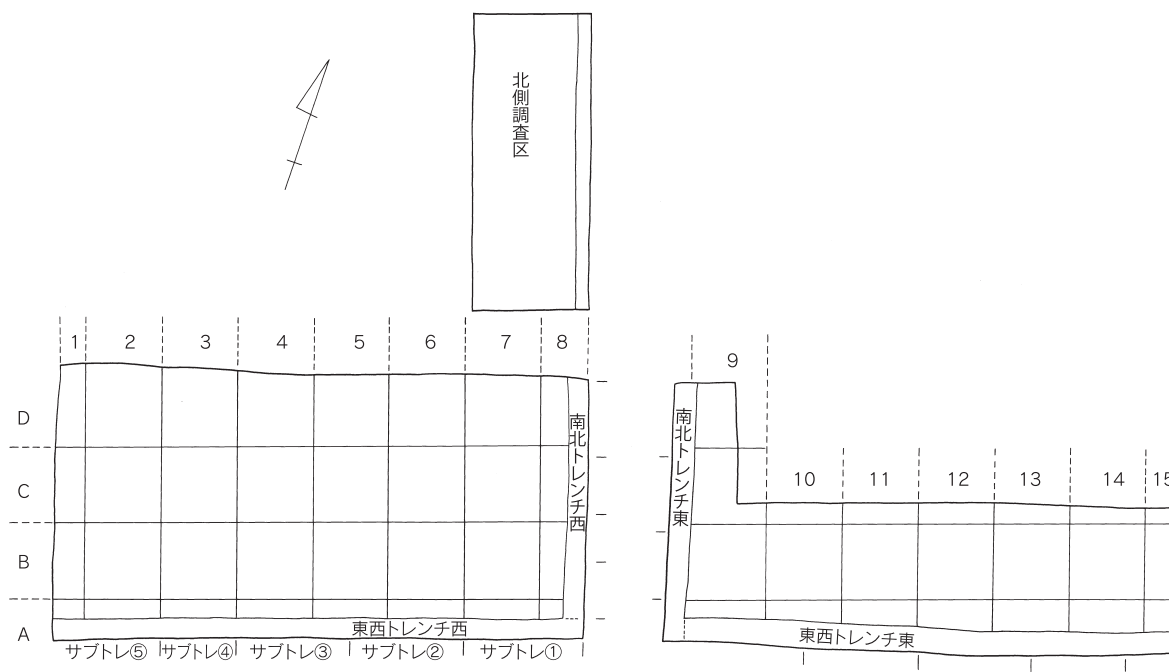 北側調査区
1 2 3 4 5 6 7 8
9
D
C
B
A
南北トレンチ西
南北トレンチ東
10 11 12 13 14 15
東西トレンチ西
東西トレンチ東
サブトレ⑤ サブトレ④ サブトレ③ サブトレ② サブトレ①